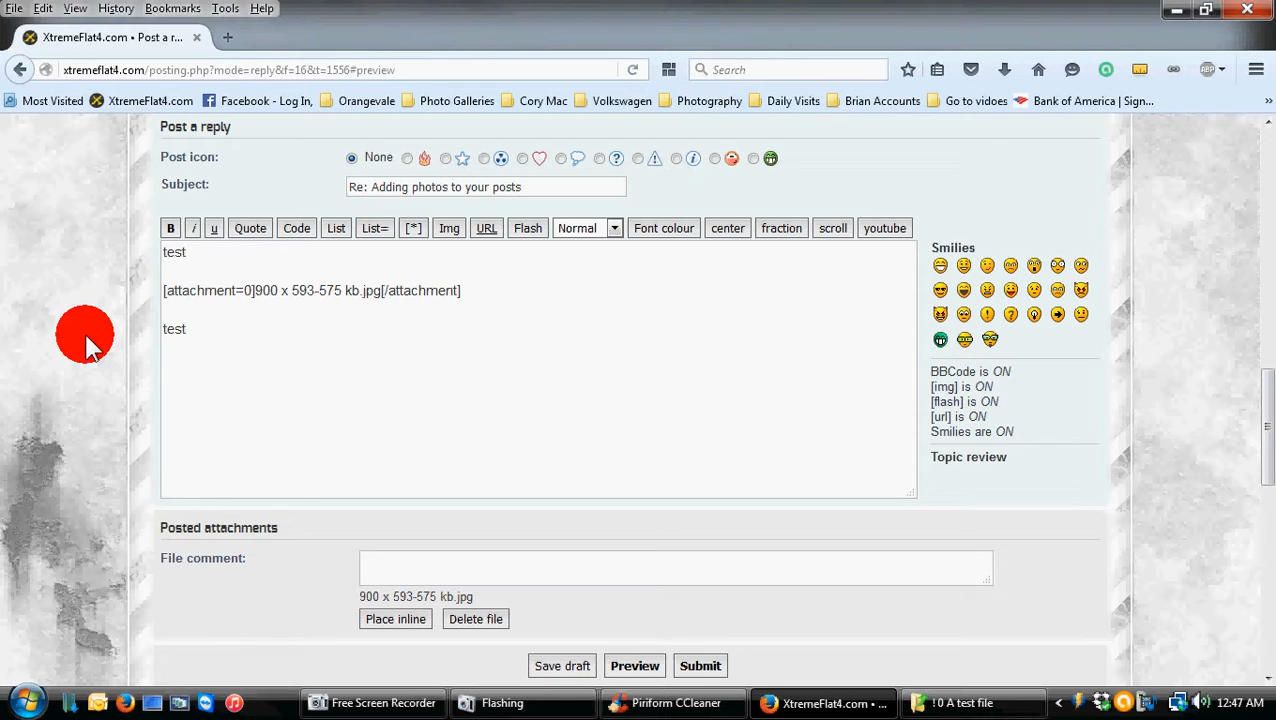 File Edit View History Bookmarks Tools Help
XtremeFlat4.com • Post a r...
xtremeflat4.com/posting.php?mode=reply&f=16&t=1556#preview
Search
ABP
Most Visited XtremeFlat4.com Facebook - Log In, Orangevale Photo Galleries Cory Mac Volkswagen Photography Daily Visits Brian Accounts Go to vidoes Bank of America | Sign... »
Post a reply
Post icon: None
Subject: Re: Adding photos to your posts
B i u Quote Code List List= [*] Img URL Flash Normal Font colour center fraction scroll youtube
test
[attachment=0]900 x 593-575 kb.jpg[/attachment]
test
Smilies
BBCode is ON
[img] is ON
[flash] is ON
[url] is ON
Smilies are ON
Topic review
Posted attachments
File comment:
900 x 593-575 kb.jpg
Place inline Delete file
Save draft Preview Submit
Free Screen Recorder Flashing Piriform CCleaner XtremeFlat4.com • ... ! 0 A test file 12:47 AM